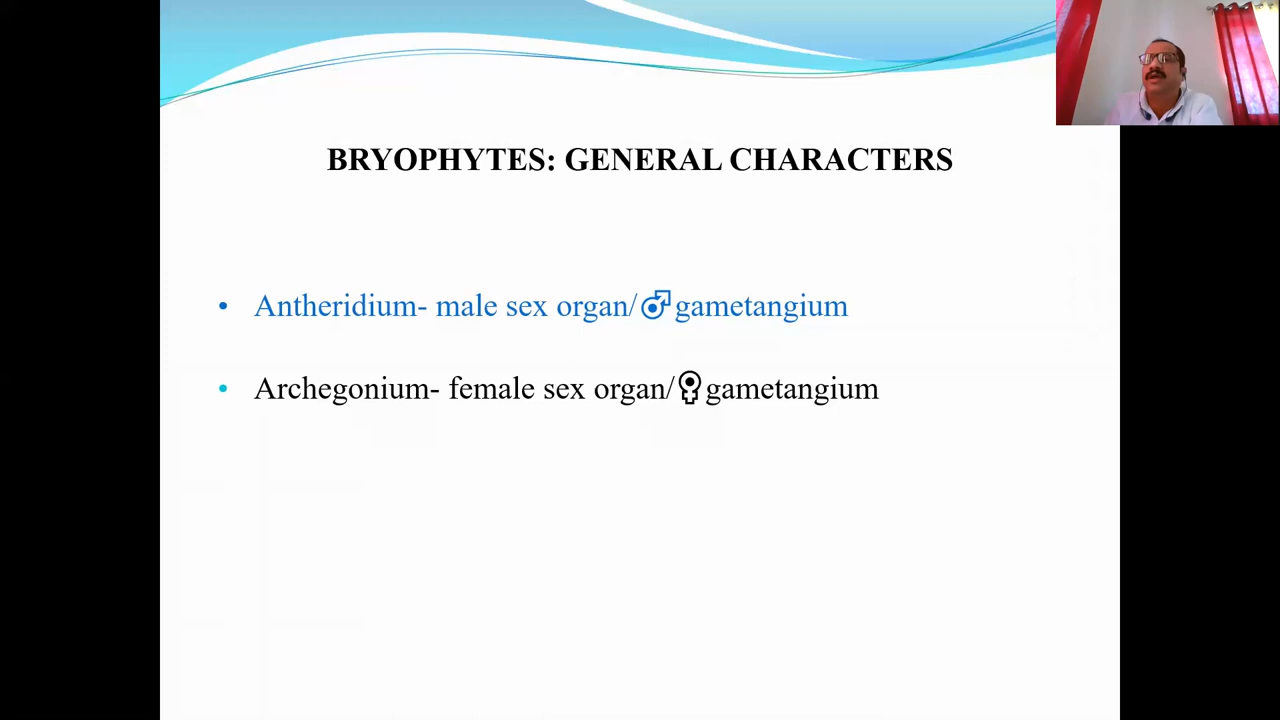 BRYOPHYTES: GENERAL CHARACTERS
• Antheridium- male sex organ/♂gametangium
• Archegonium- female sex organ/♀gametangium